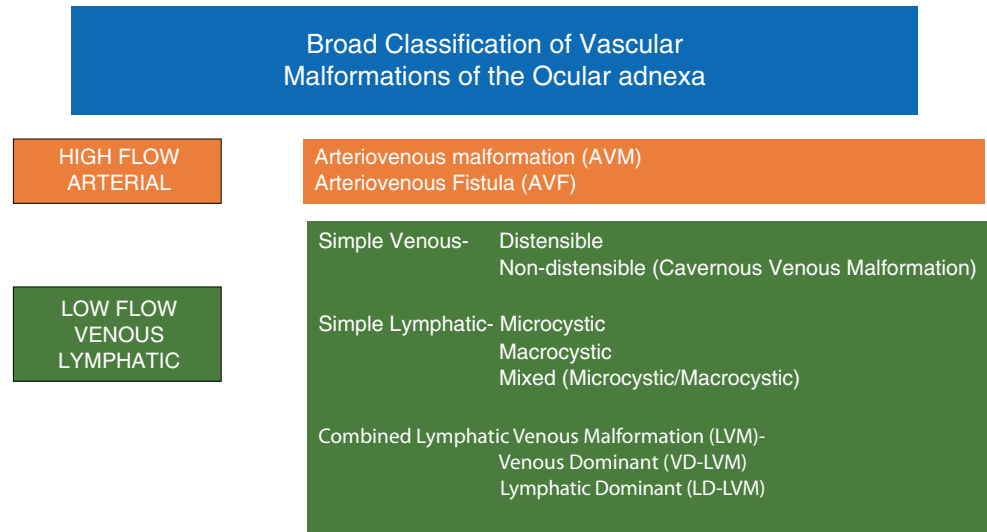 Broad Classification of Vascular
Malformations of the Ocular adnexa
HIGH FLOW
ARTERIAL
Arteriovenous malformation (AVM)
Arteriovenous Fistula (AVF)
LOW FLOW
VENOUS
LYMPHATIC
Simple Venous- Distensible
Non-distensible (Cavernous Venous Malformation)
Simple Lymphatic- Microcystic
Macrocystic
Mixed (Microcystic/Macrocystic)
Combined Lymphatic Venous Malformation (LVM)-
Venous Dominant (VD-LVM)
Lymphatic Dominant (LD-LVM)